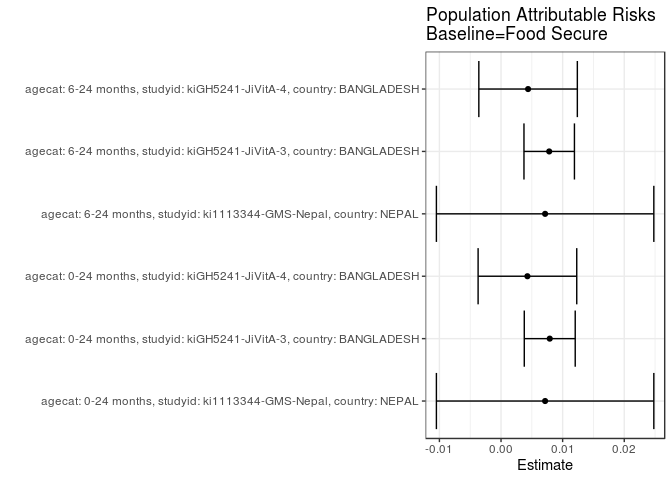 Population Attributable Risks
Baseline=Food Secure
agecat: 6-24 months, studyid: kiGH5241-JiVitA-4, country: BANGLADESH
agecat: 6-24 months, studyid: kiGH5241-JiVitA-3, country: BANGLADESH
agecat: 6-24 months, studyid: ki1113344-GMS-Nepal, country: NEPAL
agecat: 0-24 months, studyid: kiGH5241-JiVitA-4, country: BANGLADESH
agecat: 0-24 months, studyid: kiGH5241-JiVitA-3, country: BANGLADESH
agecat: 0-24 months, studyid: ki1113344-GMS-Nepal, country: NEPAL
-0.01 0.00 0.01 0.02
Estimate